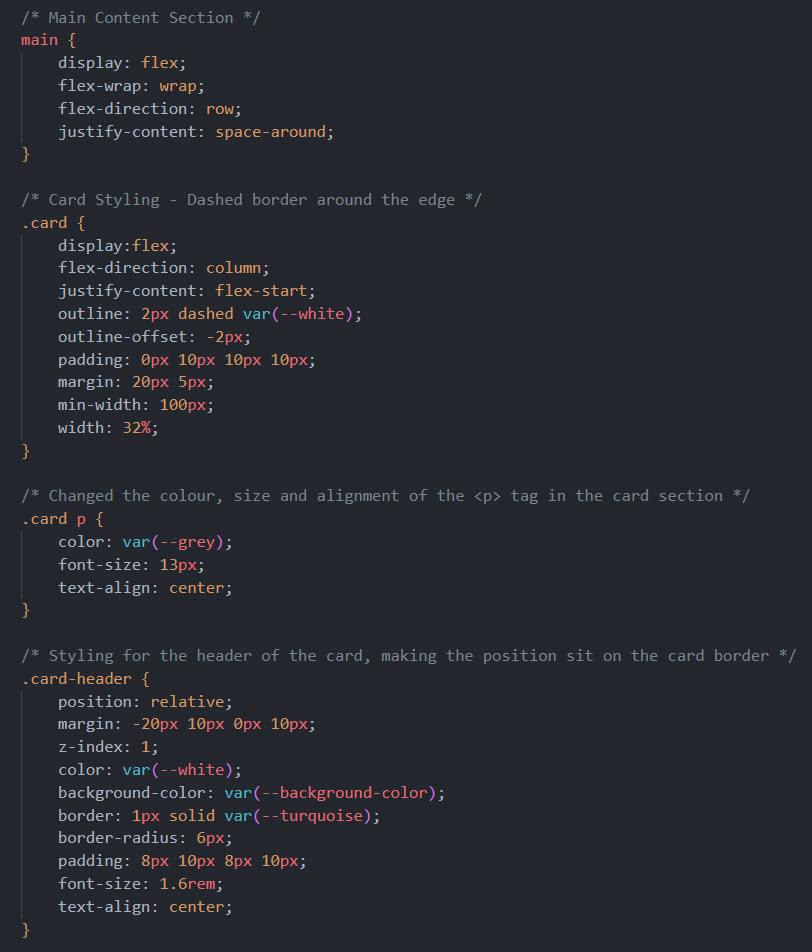 /* Main Content Section */
main {
    display: flex;
    flex-wrap: wrap;
    flex-direction: row;
    justify-content: space-around;
}

/* Card Styling - Dashed border around the edge */
.card {
    display:flex;
    flex-direction: column;
    justify-content: flex-start;
    outline: 2px dashed var(--white);
    outline-offset: -2px;
    padding: 0px 10px 10px 10px;
    margin: 20px 5px;
    min-width: 100px;
    width: 32%;
}

/* Changed the colour, size and alignment of the <p> tag in the card section */
.card p {
    color: var(--grey);
    font-size: 13px;
    text-align: center;
}

/* Styling for the header of the card, making the position sit on the card border */
.card-header {
    position: relative;
    margin: -20px 10px 0px 10px;
    z-index: 1;
    color: var(--white);
    background-color: var(--background-color);
    border: 1px solid var(--turquoise);
    border-radius: 6px;
    padding: 8px 10px 8px 10px;
    font-size: 1.6rem;
    text-align: center;
}